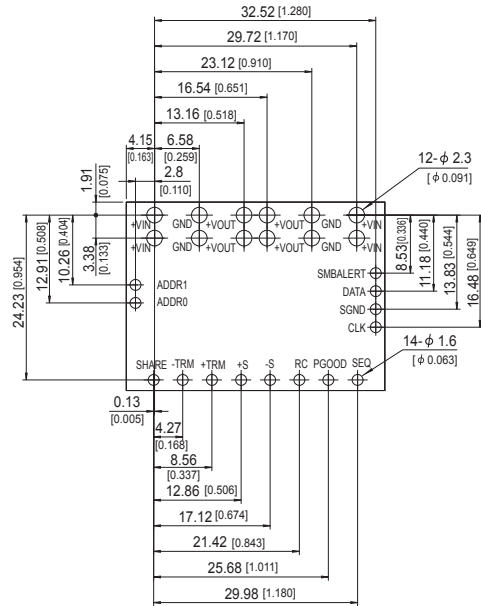 32.52 [1.280]
29.72 [1.170]
23.12 [0.910]
16.54 [0.651]
13.16 [0.518]
4.15 [0.163]
6.58 [0.259]
2.8 [0.110]
12-ϕ 2.3
[ϕ 0.091]
1.91 [0.075]
+VIN GND +VOUT +VOUT GND +VIN
+VIN GND +VOUT +VOUT GND +VIN
3.38 [0.133]
10.26 [0.404]
12.91 [0.508]
24.23 [0.954]
8.53 [0.336]
11.18 [0.440]
13.83 [0.544]
16.48 [0.649]
SMBALERT
ADDR1
DATA
ADDR0
SGND
CLK
14-ϕ 1.6
[ϕ 0.063]
SHARE -TRM +TRM +S -S RC PGOOD SEQ
0.13
[0.005]
4.27
[0.168]
8.56
[0.337]
12.86 [0.506]
17.12 [0.674]
21.42 [0.843]
25.68 [1.011]
29.98 [1.180]